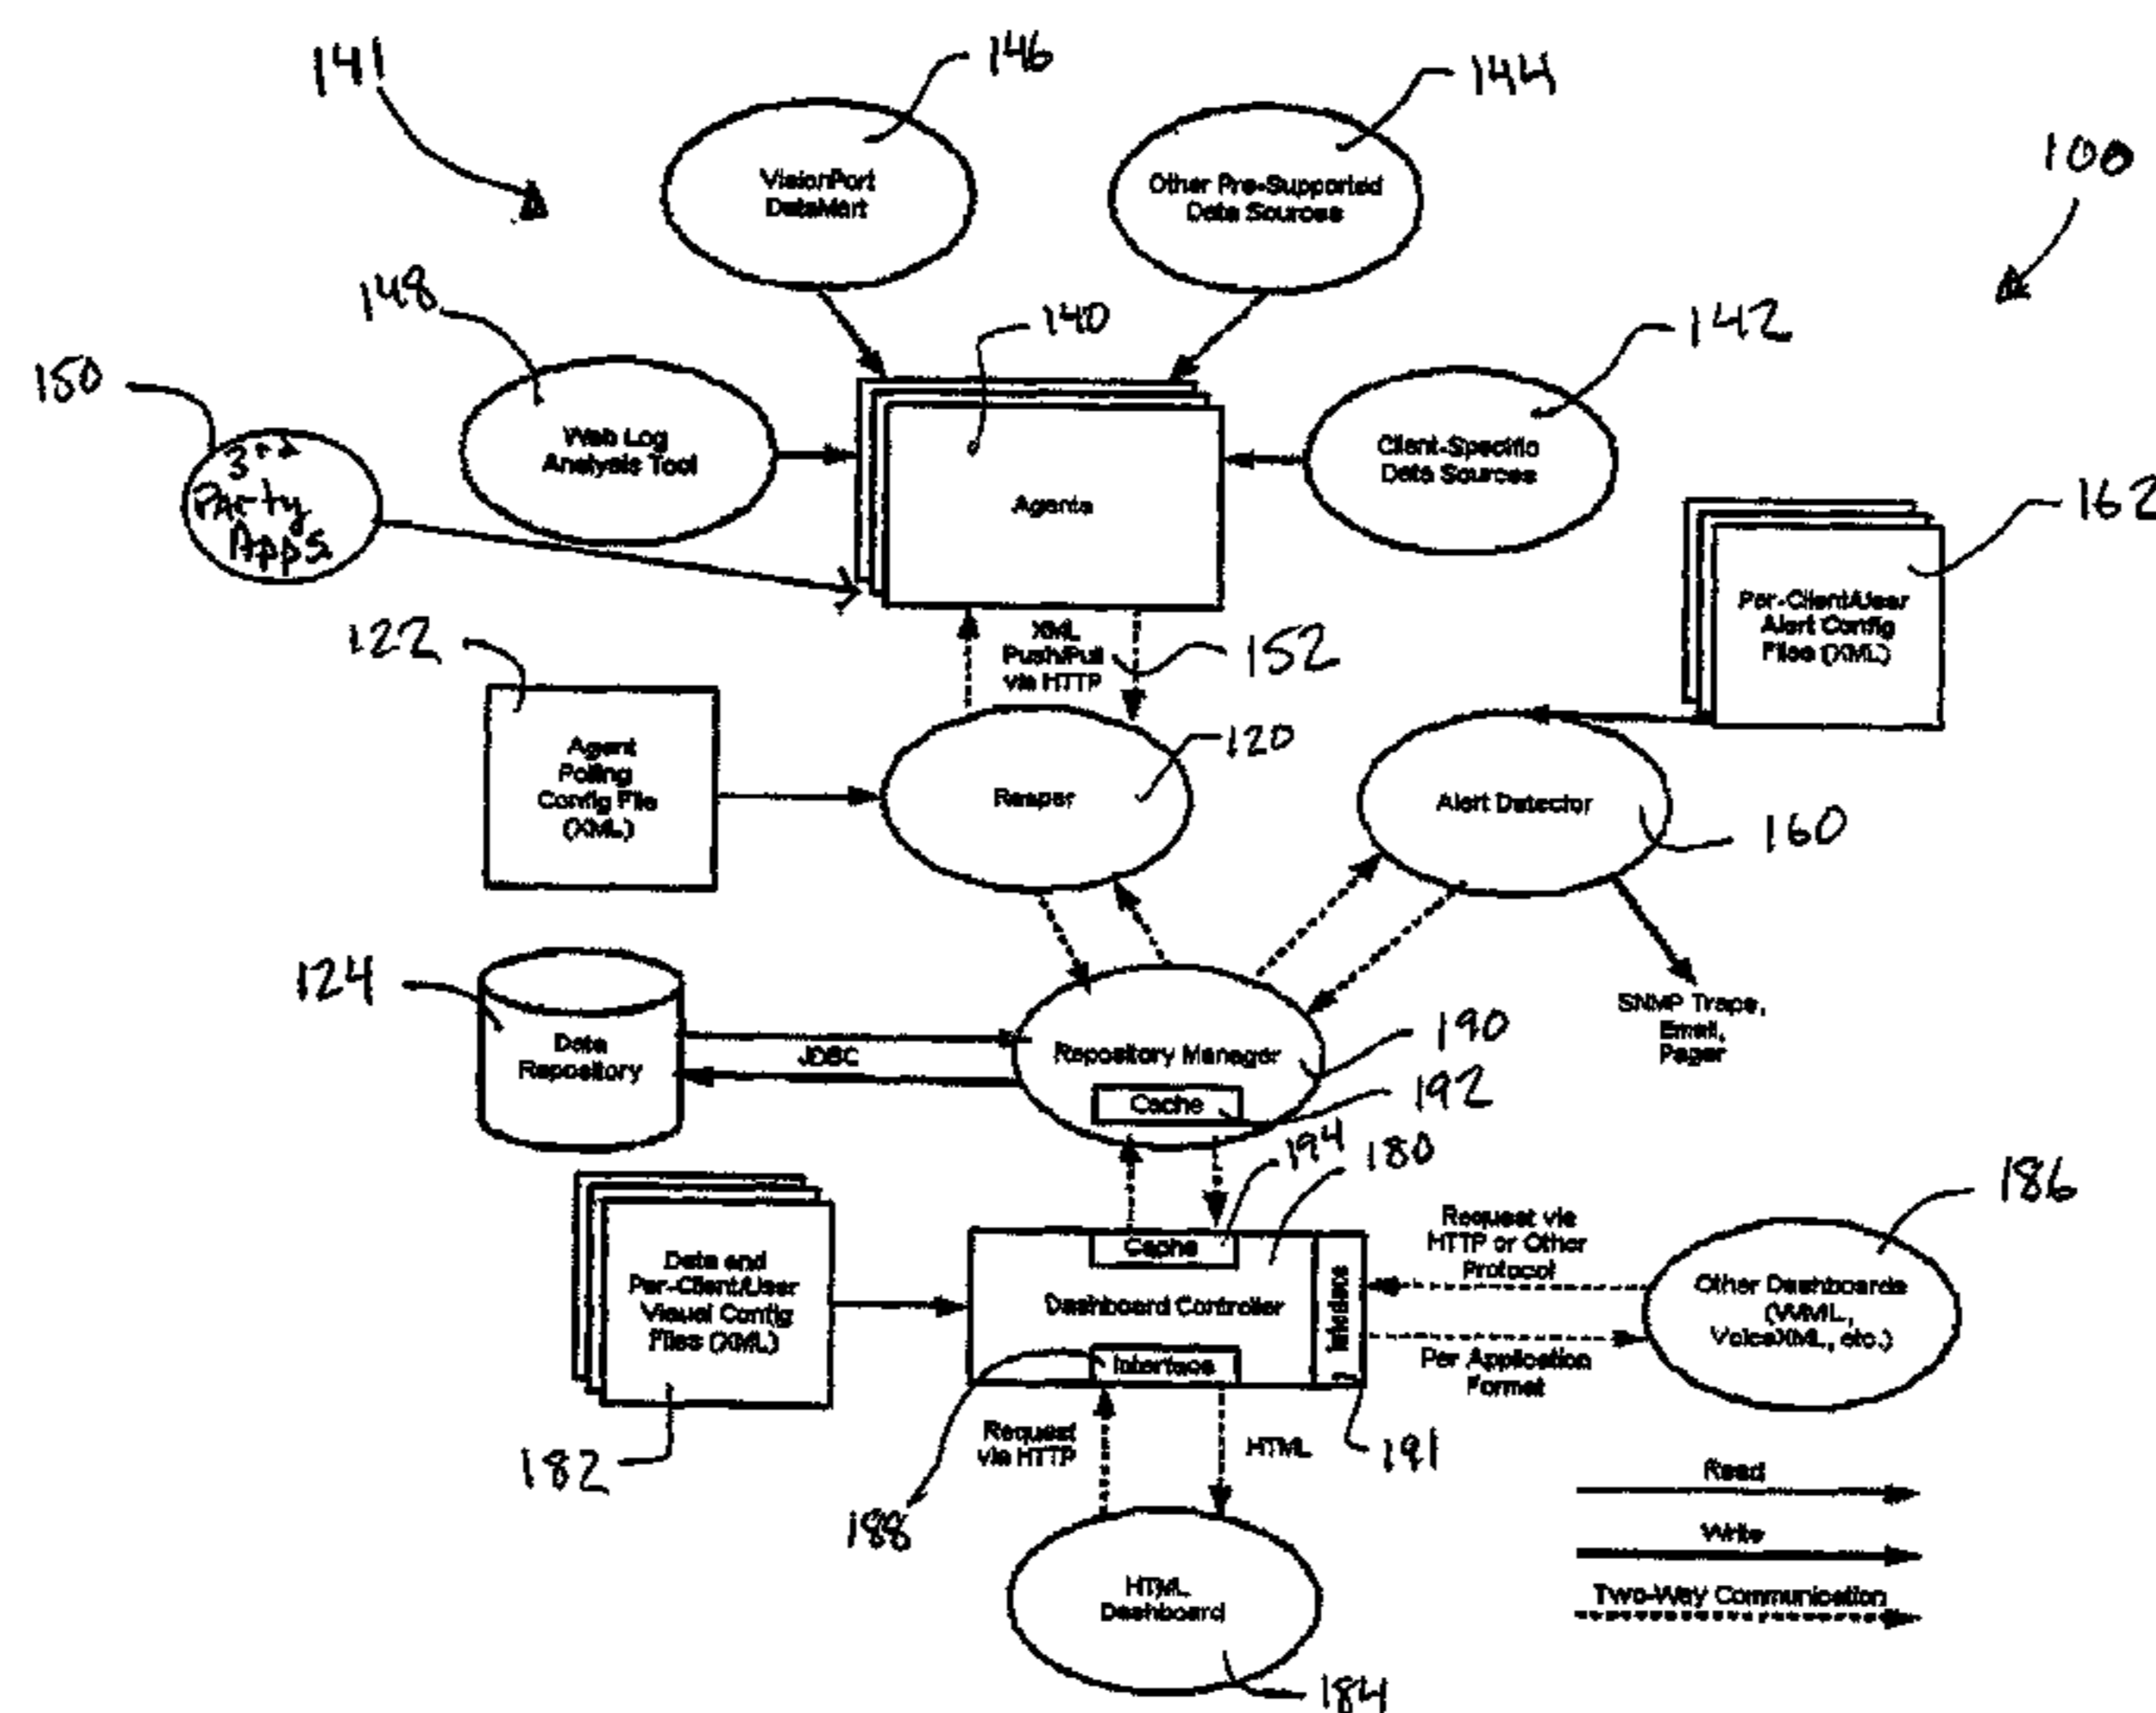 141
146
144
100
VisionPort
DataMart
Other Pre-Supported
Data Sources
148
140
142
150
3rd
Party
Apps
Web Log
Analysis Tool
Agents
Client-Specific
Data Sources
162
Per-Client/User
Alert Config
Files (XML)
122
XML
Push/Pull
via HTTP
152
Agent
Polling
Config File
(XML)
Reaper
120
Alert Detector
160
124
Data
Repository
JDBC
Repository Manager
Cache
190
192
SNMP Traps,
Email,
Pager
194
180
186
Data and
Per-Client/User
Visual Config
Files (XML)
182
Cache
Dashboard Controller
Interface
Interface
188
191
Request via
HTTP or Other
Protocol
Per Application
Format
Other Dashboards
(WML,
VoiceXML, etc.)
Request
via HTTP
HTML
HTML
Dashboard
184
Read
Write
Two-Way Communication